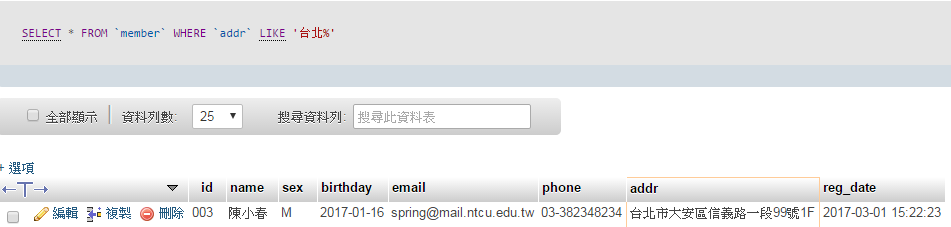 SELECT * FROM `member` WHERE `addr` LIKE '台北%'
全部顯示 資料列數: 25 搜尋資料列: 搜尋此資料表
+ 選項
←T→ id name sex birthday email phone addr reg_date
編輯 複製 刪除 003 陳小春 M 2017-01-16 spring@mail.ntcu.edu.tw 03-382348234 台北市大安區信義路一段99號1F 2017-03-01 15:22:23